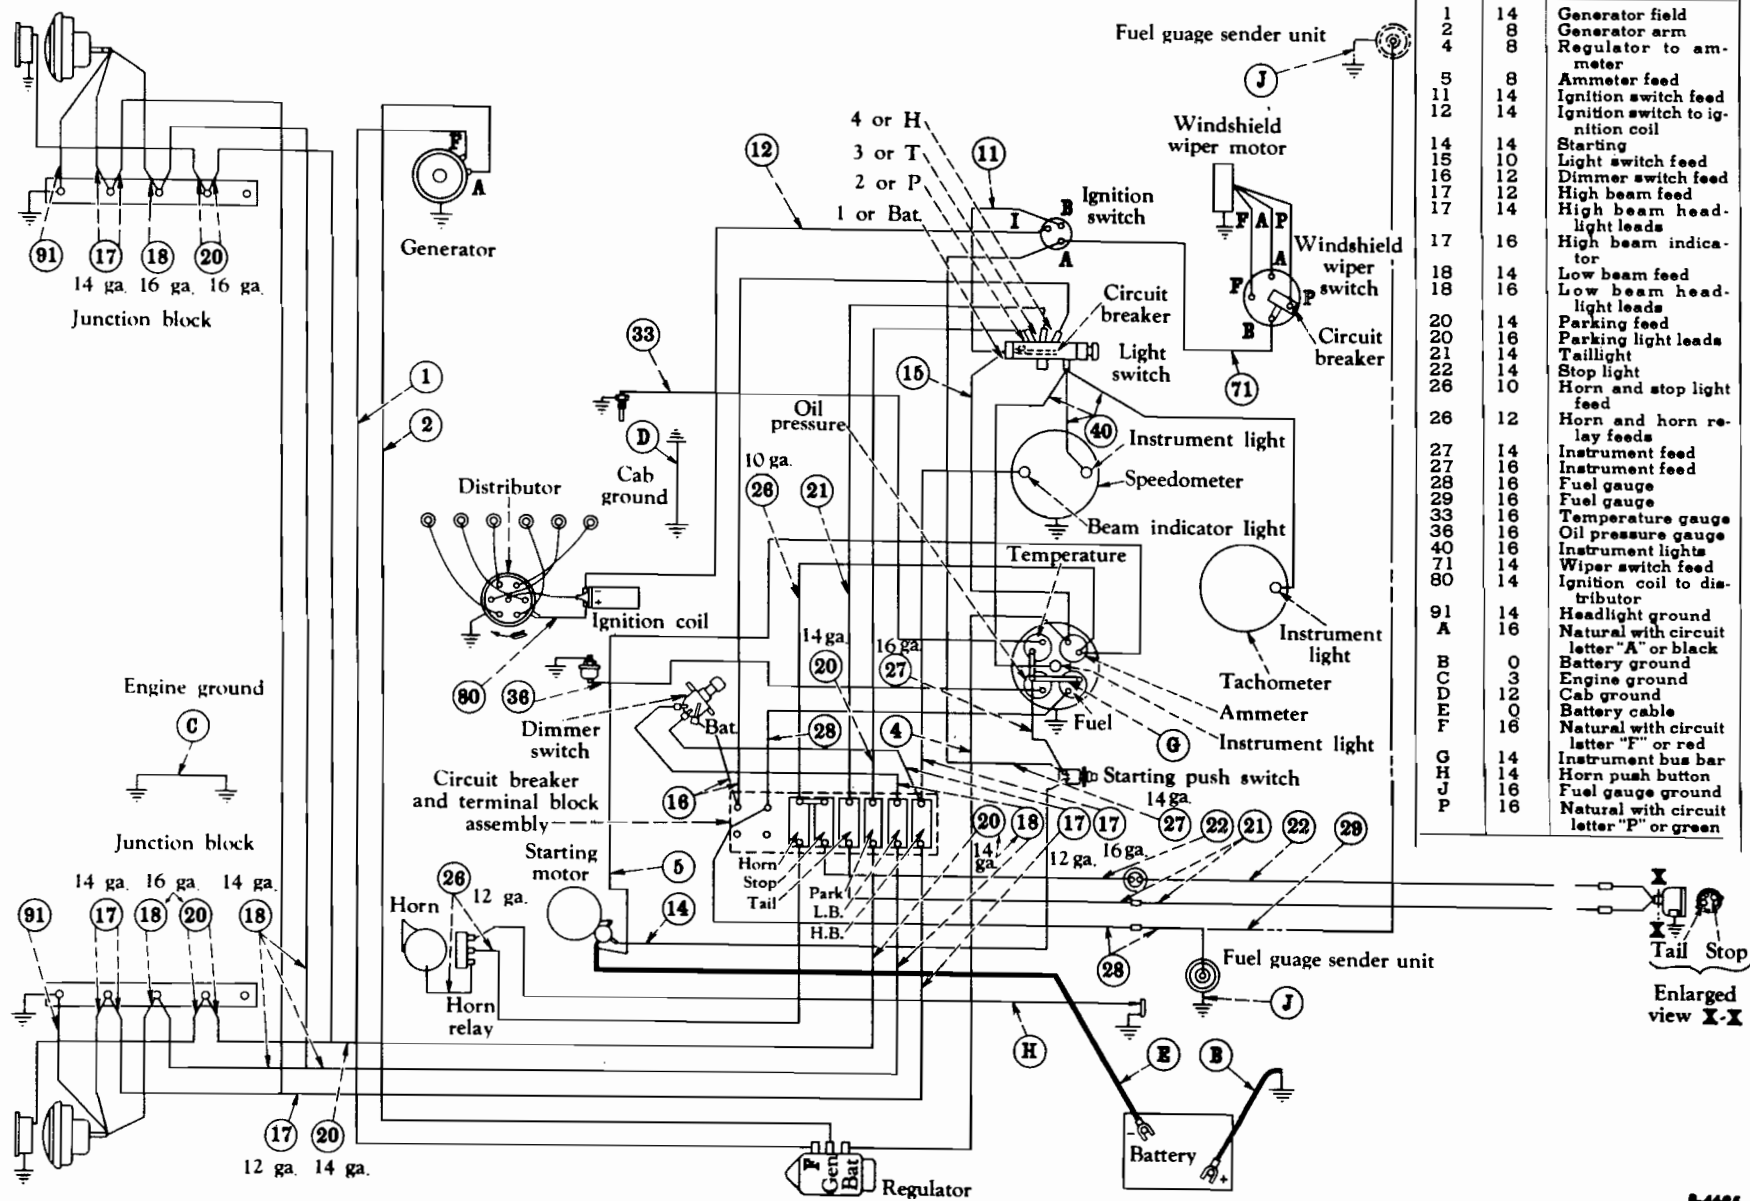 Fuel guage sender unit
J
Windshield
wiper motor
F A P
A
F
P
B
Windshield
wiper
switch
Circuit
breaker
71
4 or H
3 or T
2 or P
1 or Bat.
12
11
B
I
A
Ignition
switch
Circuit
breaker
Light
switch
15
Oil
pressure
40
Instrument light
Speedometer
Beam indicator light
Temperature
Instrument
light
Tachometer
Ammeter
Instrument light
Fuel
G
Starting push switch
91
17
18
20
14 ga. 16 ga. 16 ga.
Junction block
F
A
Generator
1
2
33
D
Cab
ground
10 ga.
26
21
Distributor
- +
Ignition coil
80
36
Dimmer
switch
Bat.
14 ga.
20
16 ga.
27
28
4
Engine ground
C
Circuit breaker
and terminal block
assembly
16
Starting
motor
5
14
Horn
Stop
Tail
Park
L.B.
H.B.
20
18
14
ga.
17
12 ga.
17
16 ga.
14 ga.
27
22
21
22
29
X
X
Tail Stop
Enlarged
view X-X
28
Fuel guage sender unit
J
Junction block
14 ga. 16 ga. 14 ga.
91
17
18
20
18
26
12 ga.
Horn
Horn
relay
H
E
B
- +
Battery
17
12 ga.
20
14 ga.
F
Gen
Bat
Regulator
1 14 Generator field
2 8 Generator arm
4 8 Regulator to am-
meter
5 8 Ammeter feed
11 14 Ignition switch feed
12 14 Ignition switch to ig-
nition coil
14 14 Starting
15 10 Light switch feed
16 12 Dimmer switch feed
17 12 High beam feed
17 14 High beam head-
light leads
17 16 High beam indica-
tor
18 14 Low beam feed
18 16 Low beam head-
light leads
20 14 Parking feed
20 16 Parking light leads
21 14 Taillight
22 14 Stop light
26 10 Horn and stop light
feed
26 12 Horn and horn re-
lay feeds
27 14 Instrument feed
27 16 Instrument feed
28 16 Fuel gauge
29 16 Fuel gauge
33 16 Temperature gauge
36 16 Oil pressure gauge
40 16 Instrument lights
71 14 Wiper switch feed
80 14 Ignition coil to dis-
tributor
91 14 Headlight ground
A 16 Natural with circuit
letter "A" or black
B 0 Battery ground
C 3 Engine ground
D 12 Cab ground
E 0 Battery cable
F 16 Natural with circuit
letter "F" or red
G 14 Instrument bus bar
H 14 Horn push button
J 16 Fuel gauge ground
P 16 Natural with circuit
letter "P" or green